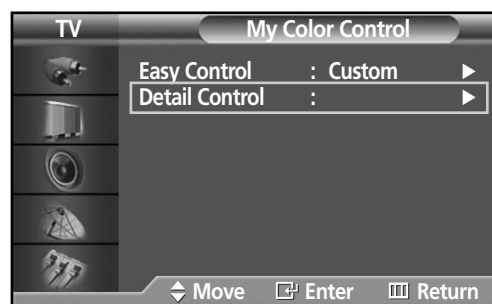 TV My Color Control
Easy Control : Custom ▶
Detail Control : ▶
Move Enter Return